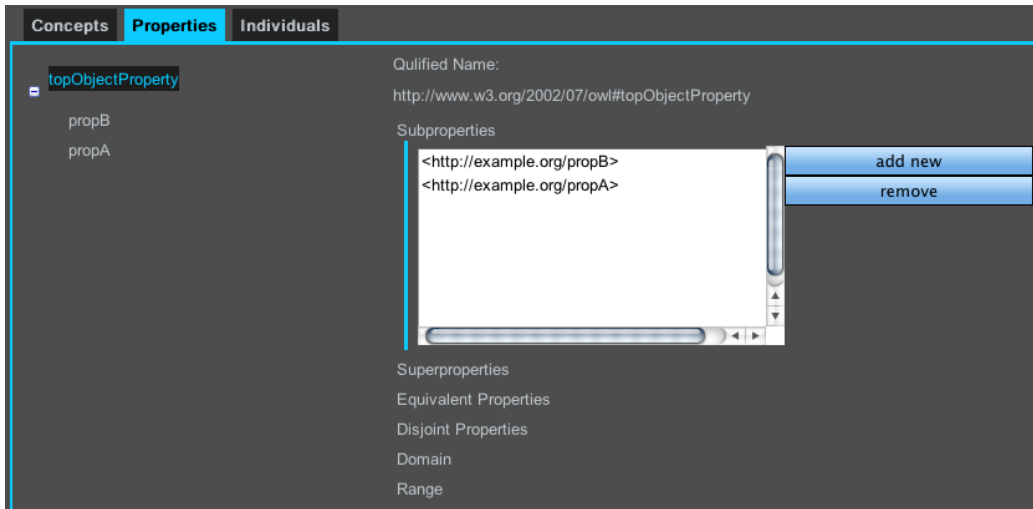 Concepts Properties Individuals
topObjectProperty
propB
propA
Qulified Name:
http://www.w3.org/2002/07/owl#topObjectProperty
Subproperties
<http://example.org/propB>
<http://example.org/propA>
add new
remove
Superproperties
Equivalent Properties
Disjoint Properties
Domain
Range